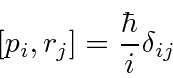 [p_i, r_j] = \frac{\hbar}{i} \delta_{ij}